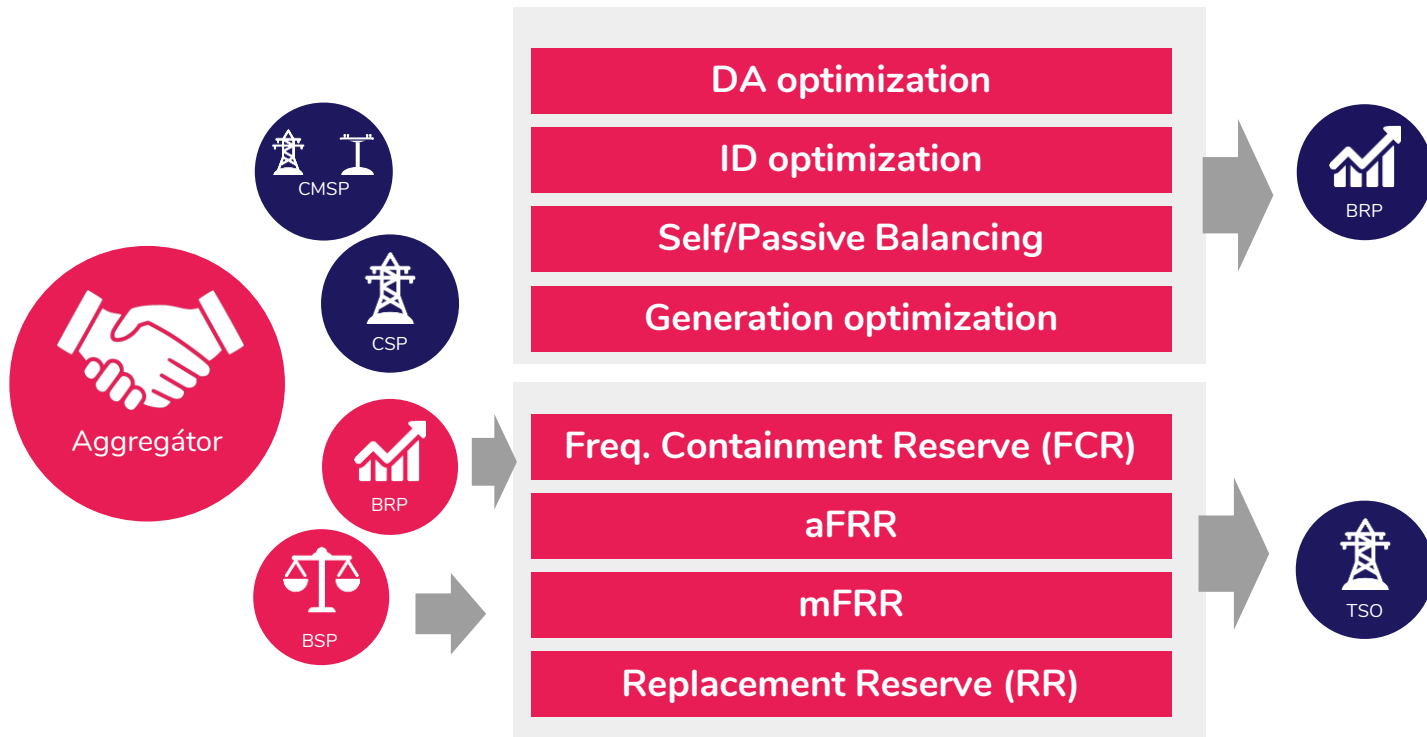 Aggregátor
CMSP
CSP
BRP
BSP
DA optimization
ID optimization
Self/Passive Balancing
Generation optimization
Freq. Containment Reserve (FCR)
aFRR
mFRR
Replacement Reserve (RR)
BRP
TSO